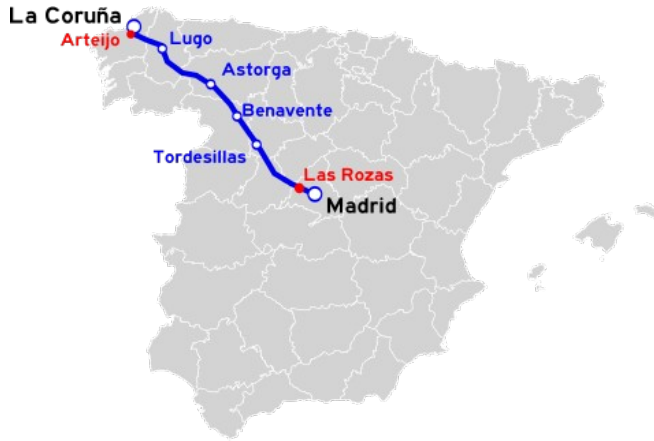 La Coruña
Arteijo
Lugo
Astorga
Benavente
Tordesillas
Las Rozas
Madrid